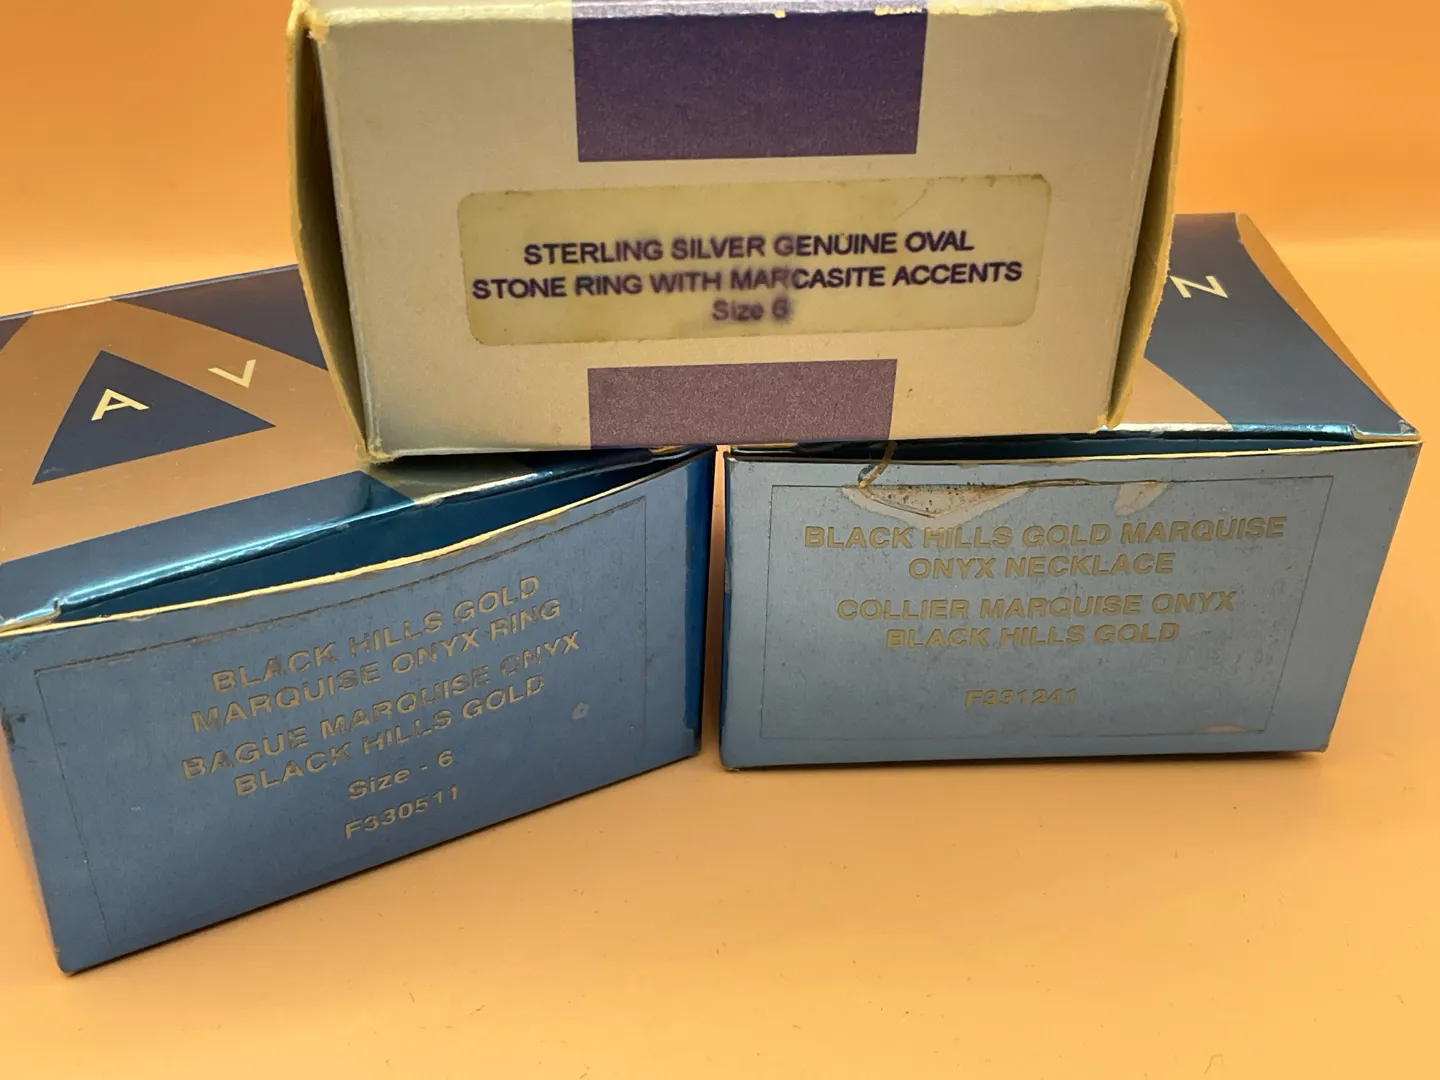 STERLING SILVER GENUINE OVAL
STONE RING WITH MARCASITE ACCENTS
Size 6
A V
N
BLACK HILLS GOLD
MARQUISE ONYX RING
BAGUE MARQUISE ONYX
BLACK HILLS GOLD
Size - 6
F330511
BLACK HILLS GOLD MARQUISE
ONYX NECKLACE
COLLIER MARQUISE ONYX
BLACK HILLS GOLD
F331241